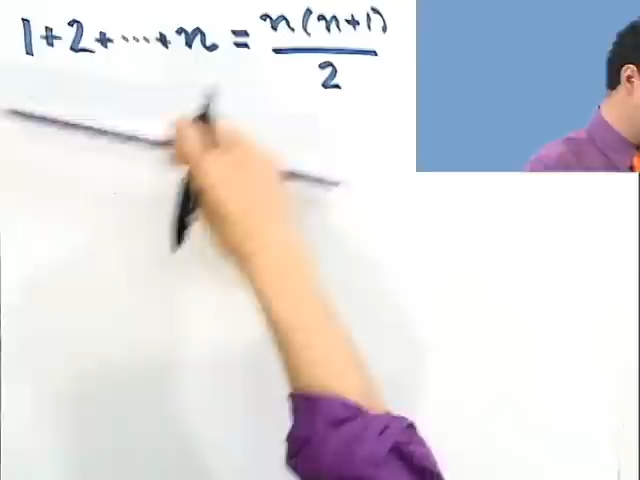 1+2+⋯+n = n(n+1)/2